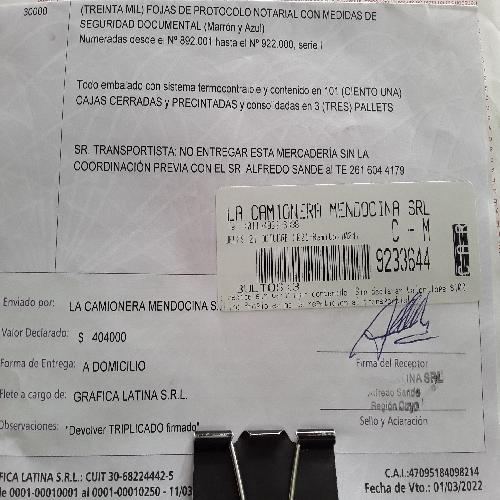 30000 (TREINTA MIL) FOJAS DE PROTOCOLO NOTARIAL CON MEDIDAS DE
SEGURIDAD DOCUMENTAL (Marrón y Azul)
Numeradas desde el Nº 892.001 hasta el Nº 922.000, serie I
Todo embalado con sistema termocontraible y contenido en 101 (CIENTO UNA)
CAJAS CERRADAS y PRECINTADAS y consolidadas en 3 (TRES) PALLETS
SR. TRANSPORTISTA: NO ENTREGAR ESTA MERCADERÍA SIN LA
COORDINACIÓN PREVIA CON EL SR ALFREDO SANDE al TE 261 604 4179
LA CAMIONERA MENDOCINA SRL
C - M
9233644
BULTOS:3
Enviado por: LA CAMIONERA MENDOCINA S.
Valor Declarado: $ 404000
Forma de Entrega: A DOMICILIO
Firma del Receptor
Flete a cargo de: GRAFICA LATINA S.R.L.
INA SRL
Alfredo Sande
Región Cuyo
Sello y Aclaración
Observaciones: "Devolver TRIPLICADO firmado"
FICA LATINA S.R.L.: CUIT 30-68224442-5
C.A.I.:47095184098214
de 0001-00010001 al 0001-00010250 - 11/03
Fecha de Vto.: 01/03/2022